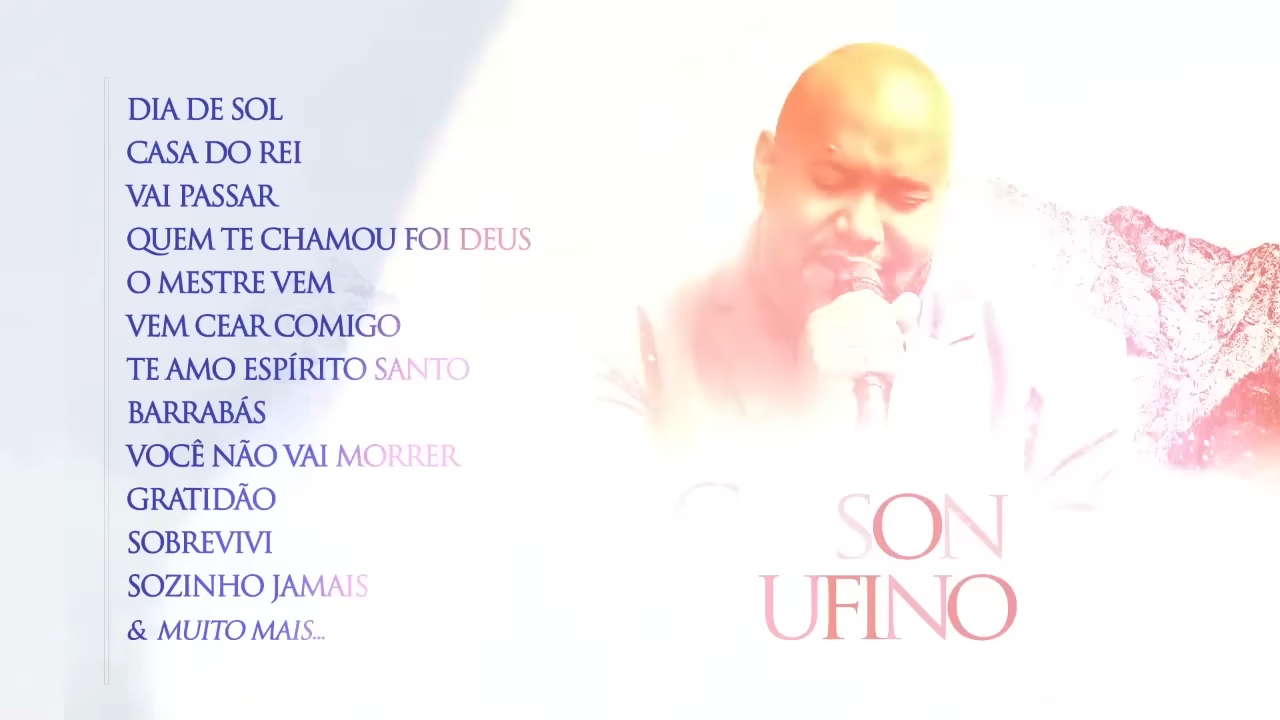 DIA DE SOL
CASA DO REI
VAI PASSAR
QUEM TE CHAMOU FOI DEUS
O MESTRE VEM
VEM CEAR COMIGO
TE AMO ESPÍRITO SANTO
BARRABÁS
VOCÊ NÃO VAI MORRER
GRATIDÃO
SOBREVIVI
SOZINHO JAMAIS
& MUITO MAIS...
SON
UFINO